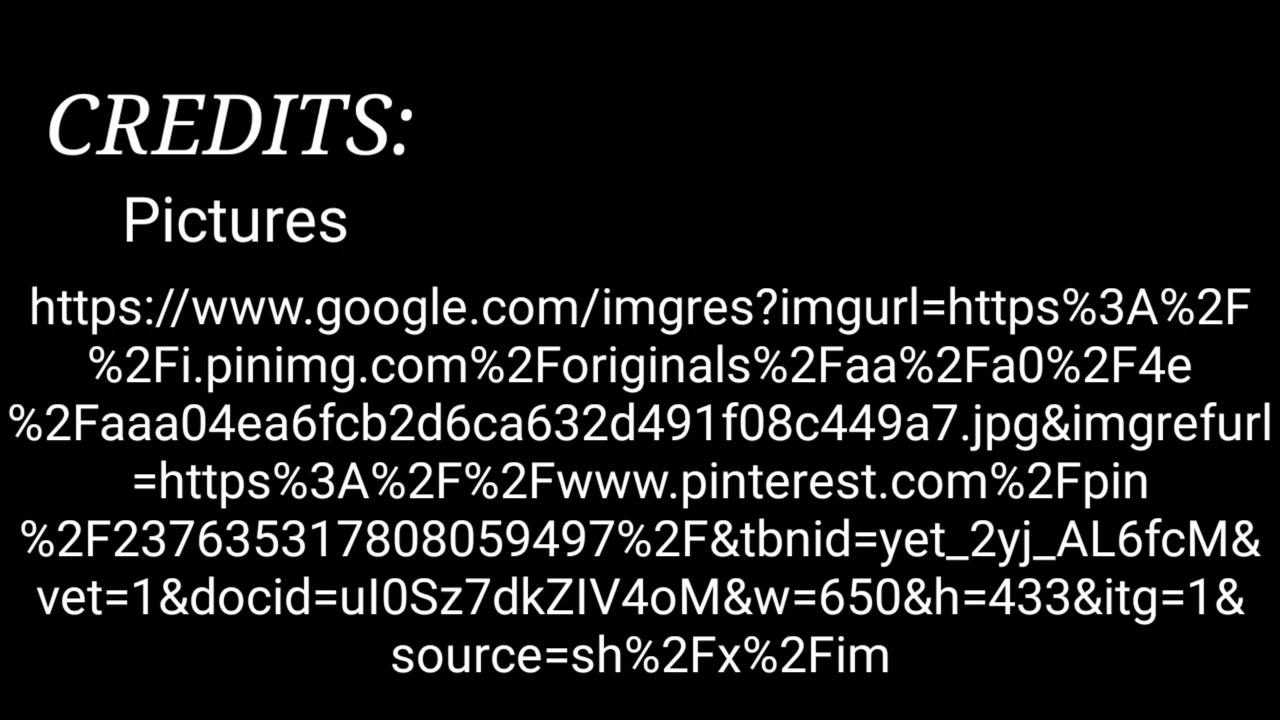 CREDITS:
Pictures
https://www.google.com/imgres?imgurl=https%3A%2F
%2Fi.pinimg.com%2Foriginals%2Faa%2Fa0%2F4e
%2Faaa04ea6fcb2d6ca632d491f08c449a7.jpg&imgrefurl
=https%3A%2F%2Fwww.pinterest.com%2Fpin
%2F237635317808059497%2F&tbnid=yet_2yj_AL6fcM&
vet=1&docid=uI0Sz7dkZIV4oM&w=650&h=433&itg=1&
source=sh%2Fx%2Fim